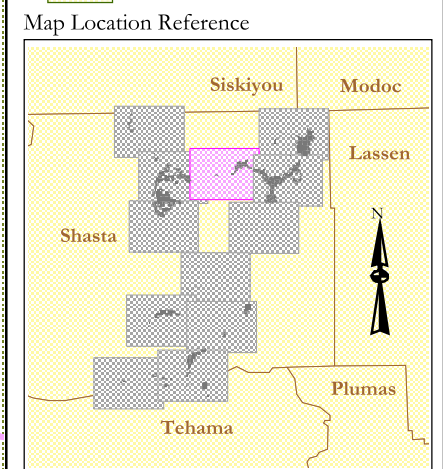 Map Location Reference
Siskiyou
Modoc
Lassen
N
Shasta
Plumas
Tehama